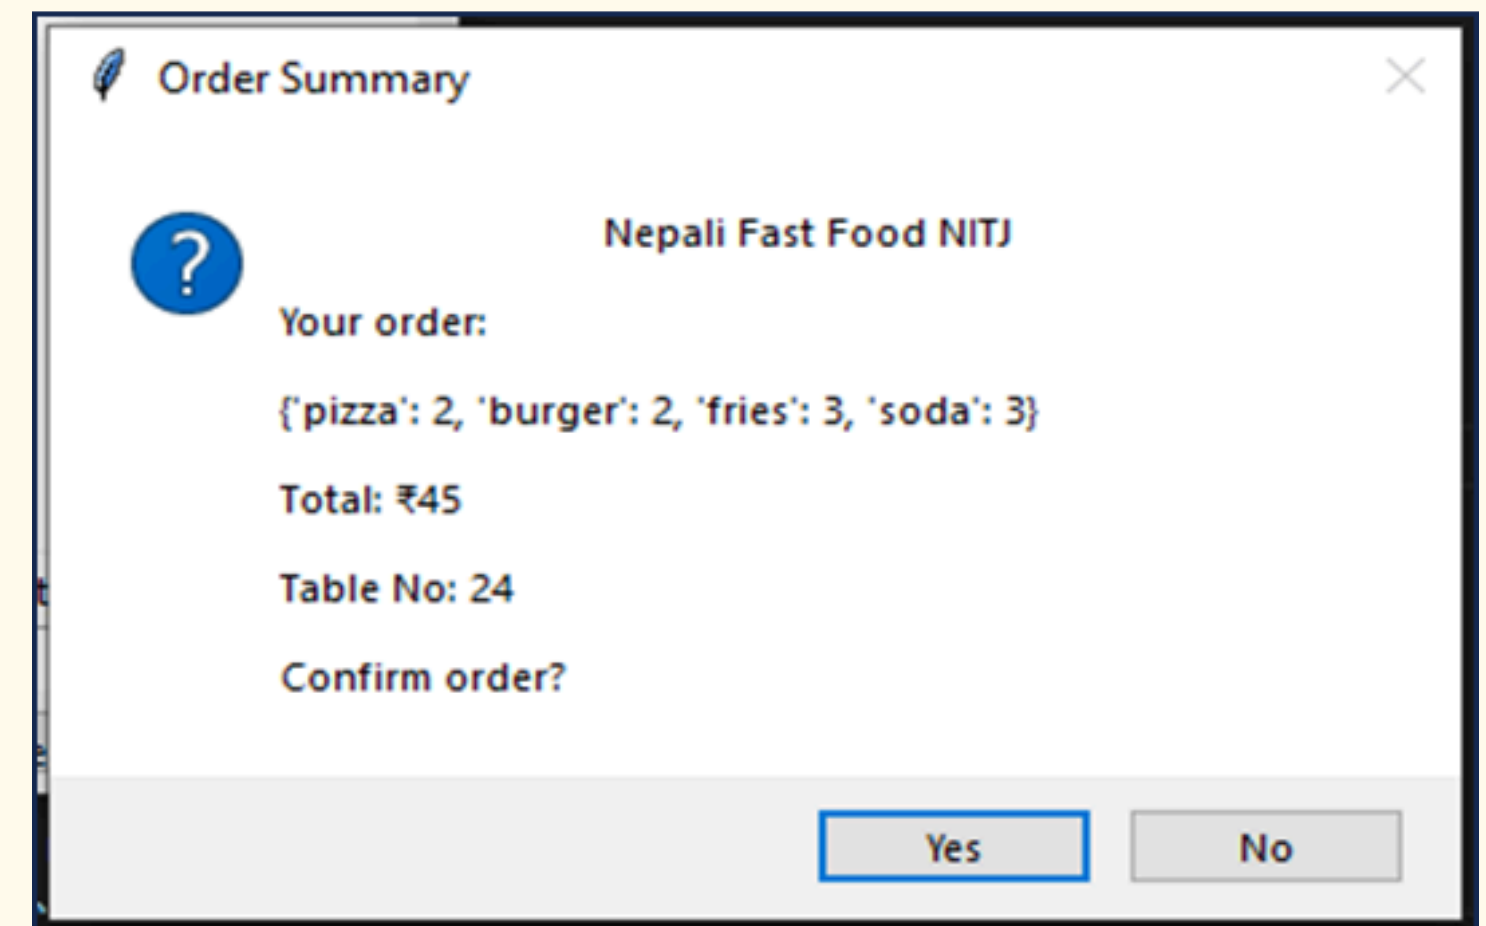 Order Summary
Nepali Fast Food NITJ
Your order:
{'pizza': 2, 'burger': 2, 'fries': 3, 'soda': 3}
Total: ₹45
Table No: 24
Confirm order?
Yes No